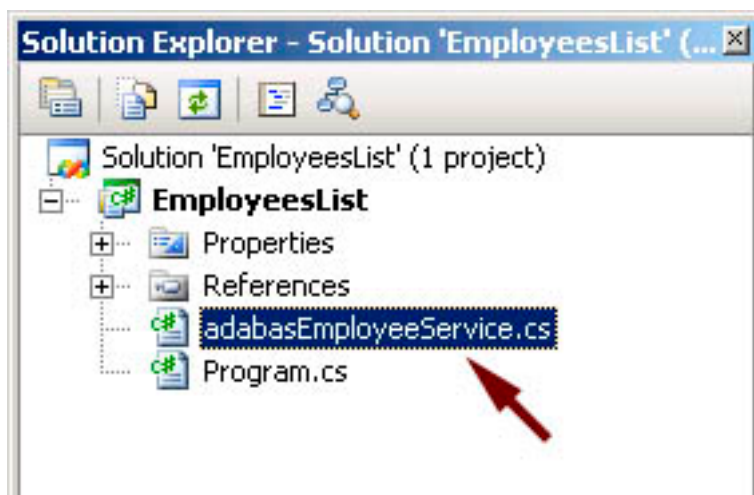 Solution Explorer - Solution 'EmployeesList' (...
Solution 'EmployeesList' (1 project)
C# EmployeesList
Properties
References
C# adabasEmployeeService.cs
C# Program.cs